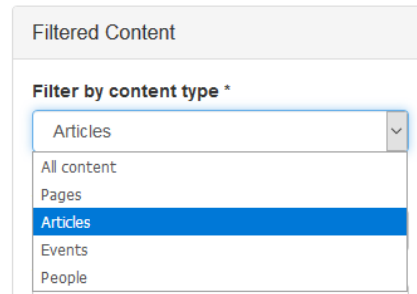 Filtered Content
Filter by content type *
Articles
All content
Pages
Articles
Events
People